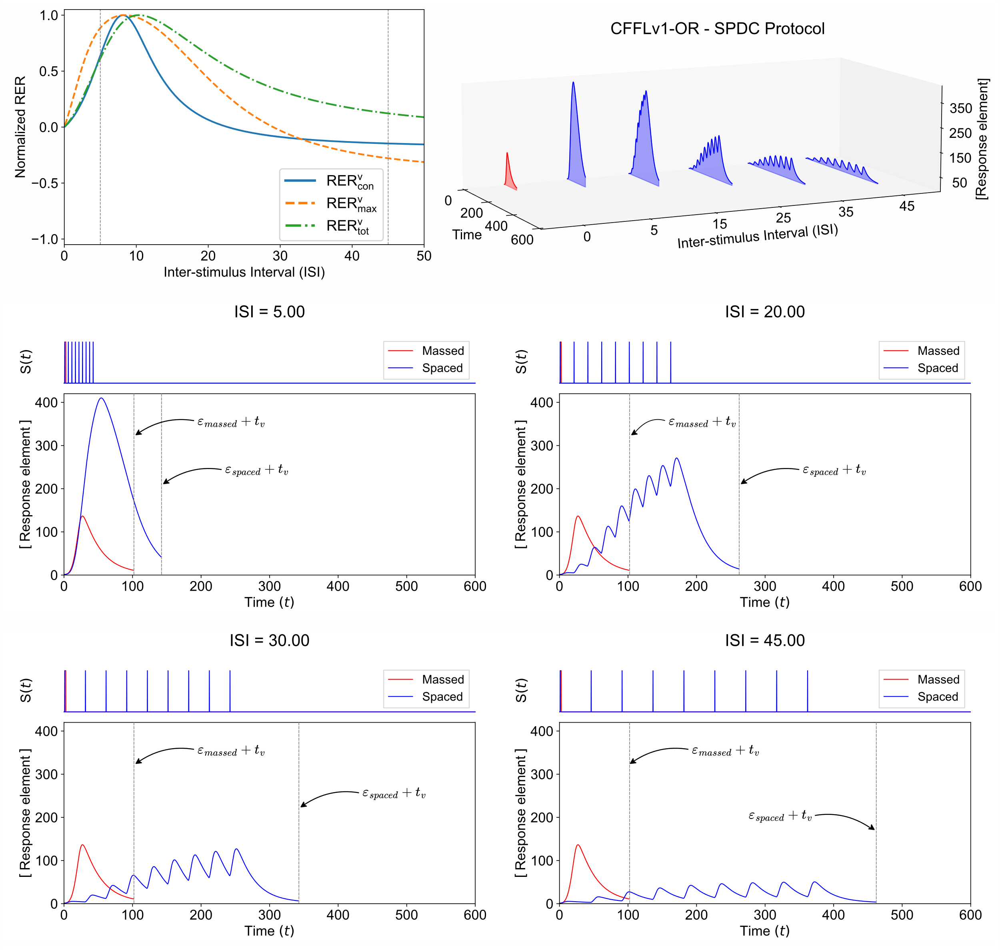 1.0
0.5
0.0
−0.5
−1.0
Normalized RER
RER^v_con
RER^v_max
RER^v_tot
0 10 20 30 40 50
Inter-stimulus Interval (ISI)
CFFLv1-OR - SPDC Protocol
350
250
150
50
[Response element]
0
200
400
600
Time
0 5 15 25 35 45
Inter-stimulus Interval (ISI)
ISI = 5.00
S(t)
Massed
Spaced
400
300
200
100
0
[ Response element ]
ε_massed + t_v
ε_spaced + t_v
0 100 200 300 400 500 600
Time (t)
ISI = 20.00
S(t)
Massed
Spaced
400
300
200
100
0
[ Response element ]
ε_massed + t_v
ε_spaced + t_v
0 100 200 300 400 500 600
Time (t)
ISI = 30.00
S(t)
Massed
Spaced
400
300
200
100
0
[ Response element ]
ε_massed + t_v
ε_spaced + t_v
0 100 200 300 400 500 600
Time (t)
ISI = 45.00
S(t)
Massed
Spaced
400
300
200
100
0
[ Response element ]
ε_massed + t_v
ε_spaced + t_v
0 100 200 300 400 500 600
Time (t)